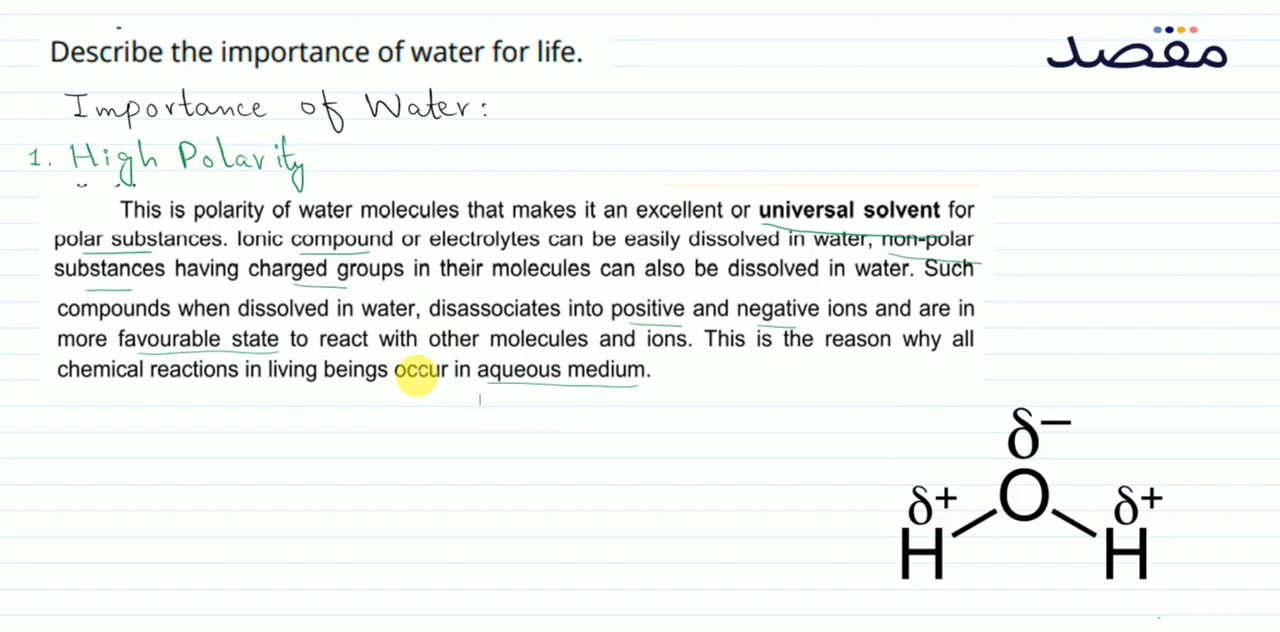 Describe the importance of water for life.
مقصد
Importance of Water:
1. High Polarity
This is polarity of water molecules that makes it an excellent or universal solvent for
polar substances. Ionic compound or electrolytes can be easily dissolved in water, non-polar
substances having charged groups in their molecules can also be dissolved in water. Such
compounds when dissolved in water, disassociates into positive and negative ions and are in
more favourable state to react with other molecules and ions. This is the reason why all
chemical reactions in living beings occur in aqueous medium.
δ−
δ+ O δ+
H H